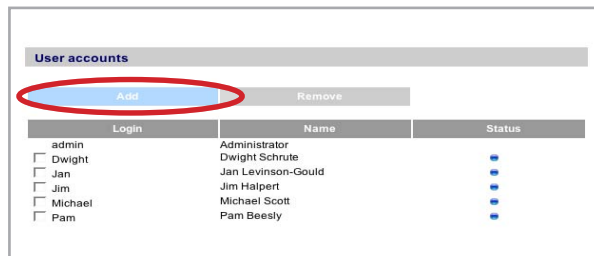 User accounts
Add Remove
Login Name Status
admin Administrator
Dwight Dwight Schrute
Jan Jan Levinson-Gould
Jim Jim Halpert
Michael Michael Scott
Pam Pam Beesly